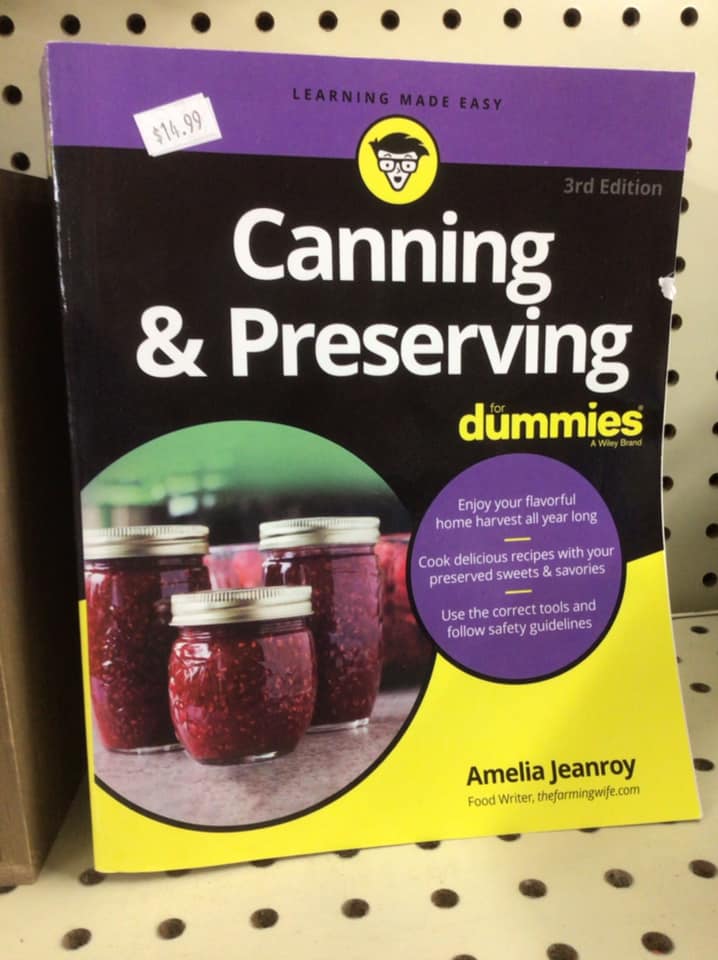 LEARNING MADE EASY
$14.99
3rd Edition
Canning
& Preserving
for
dummies®
A Wiley Brand
Enjoy your flavorful
home harvest all year long
Cook delicious recipes with your
preserved sweets & savories
Use the correct tools and
follow safety guidelines
Amelia Jeanroy
Food Writer, thefarmingwife.com